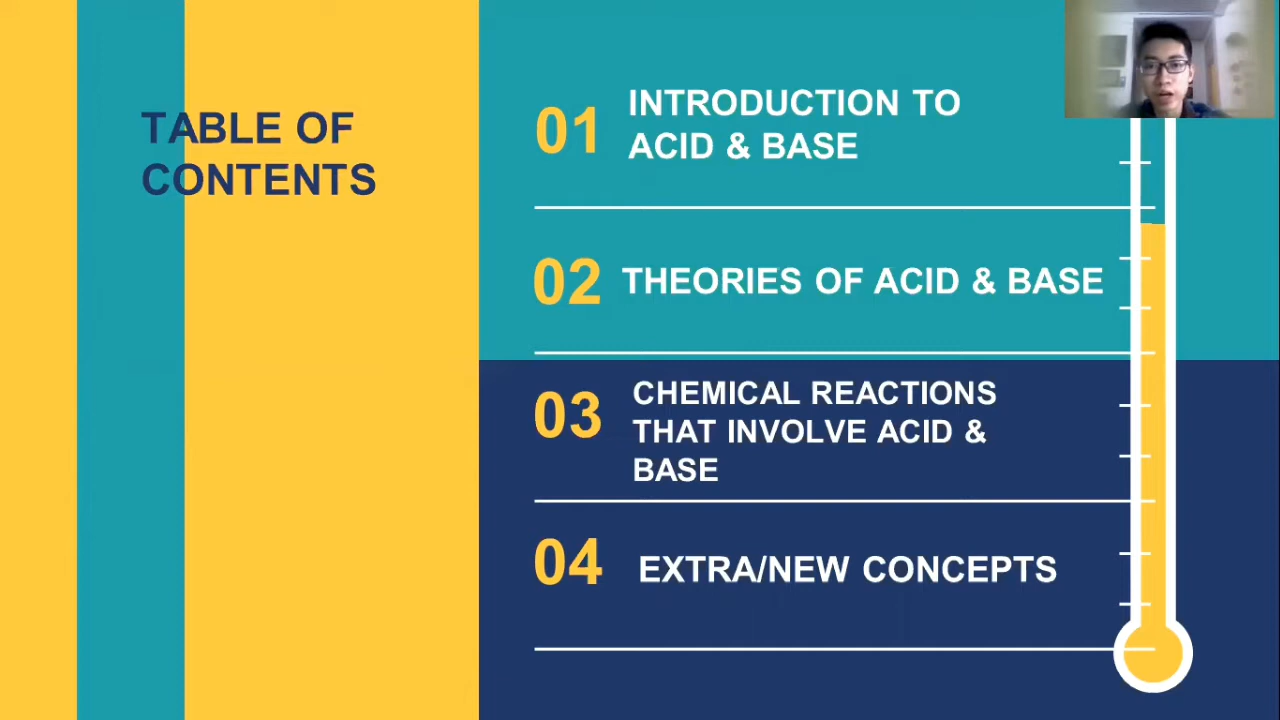 TABLE OF
CONTENTS
01
INTRODUCTION TO
ACID & BASE
02
THEORIES OF ACID & BASE
03
CHEMICAL REACTIONS
THAT INVOLVE ACID &
BASE
04
EXTRA/NEW CONCEPTS